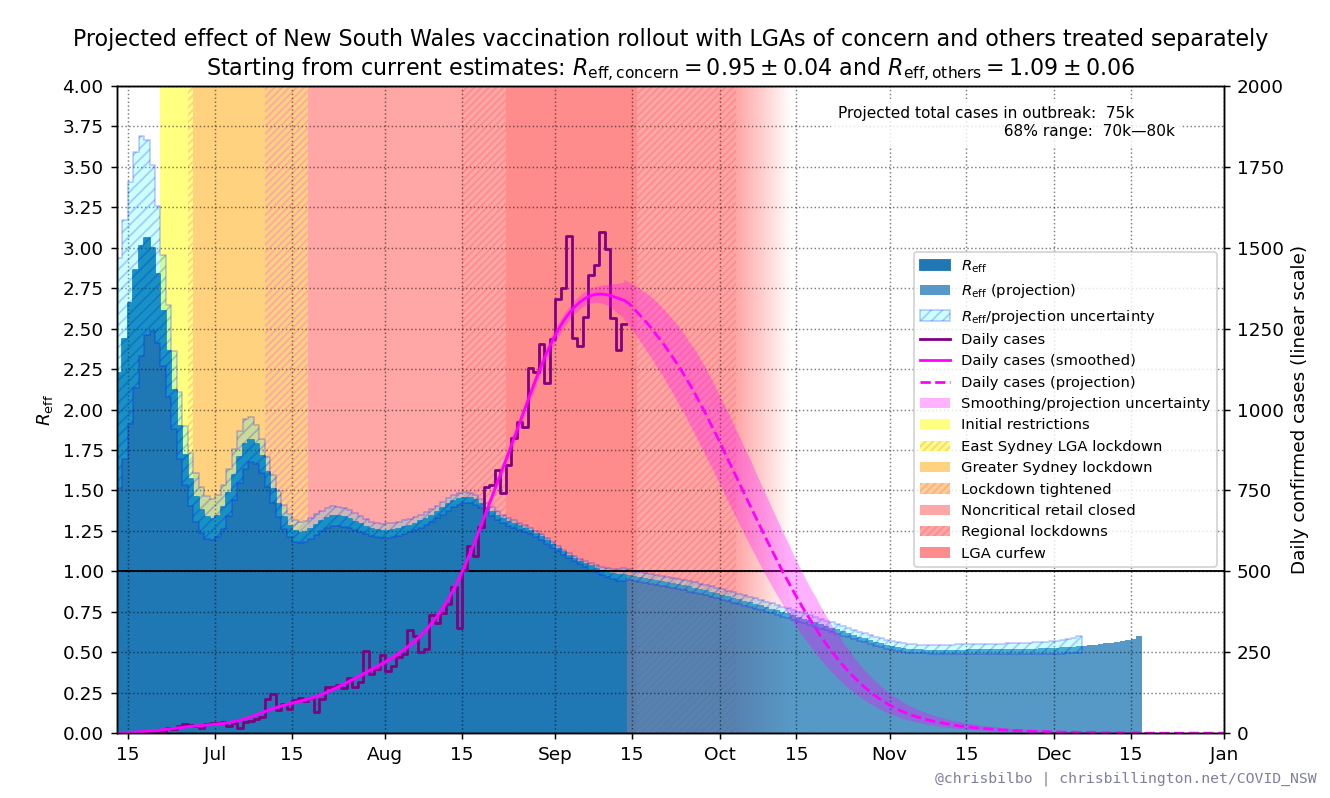 Projected effect of New South Wales vaccination rollout with LGAs of concern and others treated separately
Starting from current estimates: R_eff, concern = 0.95 ± 0.04 and R_eff, others = 1.09 ± 0.06
Projected total cases in outbreak: 75k
68% range: 70k—80k
4.00
3.75
3.50
3.25
3.00
2.75
2.50
2.25
2.00
1.75
1.50
1.25
1.00
0.75
0.50
0.25
0.00
R_eff
2000
1750
1500
1250
1000
750
500
250
0
Daily confirmed cases (linear scale)
R_eff
R_eff (projection)
R_eff/projection uncertainty
Daily cases
Daily cases (smoothed)
Daily cases (projection)
Smoothing/projection uncertainty
Initial restrictions
East Sydney LGA lockdown
Greater Sydney lockdown
Lockdown tightened
Noncritical retail closed
Regional lockdowns
LGA curfew
15 Jul 15 Aug 15 Sep 15 Oct 15 Nov 15 Dec 15 Jan
@chrisbilbo | chrisbillington.net/COVID_NSW